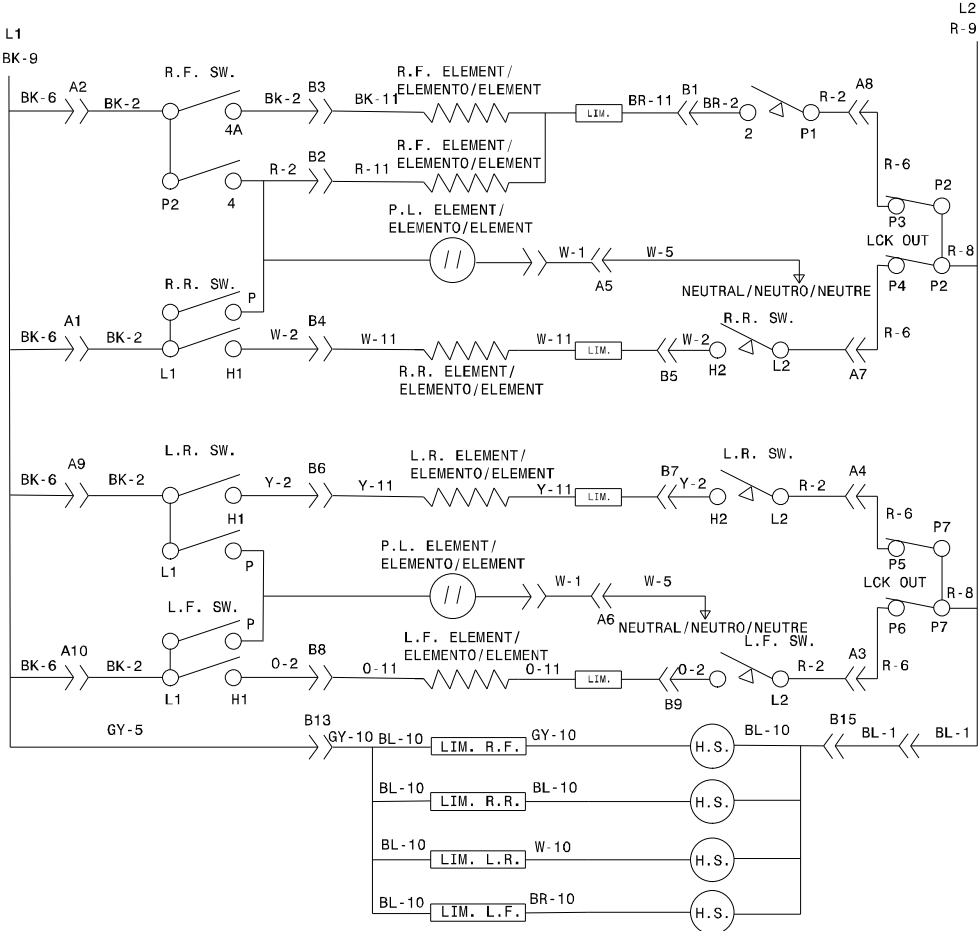 L1
BK-9
L2
R-9
BK-6
A2
BK-2
R.F. SW.
4A
Bk-2
B3
BK-11
R.F. ELEMENT/
ELEMENTO/ELEMENT
LIM.
BR-11
B1
BR-2
2
P1
R-2
A8
R-6
P2
4
R-2
B2
R-11
R.F. ELEMENT/
ELEMENTO/ELEMENT
P3
P2
LCK OUT
P4
P2
R-8
P.L. ELEMENT/
ELEMENTO/ELEMENT
W-1
A5
W-5
NEUTRAL/NEUTRO/NEUTRE
R.R. SW.
P
BK-6
A1
BK-2
L1
H1
W-2
B4
W-11
R.R. ELEMENT/
ELEMENTO/ELEMENT
W-11
LIM.
B5
W-2
H2
R.R. SW.
L2
A7
R-6
BK-6
A9
BK-2
L.R. SW.
H1
Y-2
B6
Y-11
L.R. ELEMENT/
ELEMENTO/ELEMENT
Y-11
LIM.
B7
Y-2
H2
L.R. SW.
L2
R-2
A4
R-6
L1
P
P5
P7
LCK OUT
P6
P7
R-8
P.L. ELEMENT/
ELEMENTO/ELEMENT
W-1
A6
W-5
NEUTRAL/NEUTRO/NEUTRE
L.F. SW.
P
BK-6
A10
BK-2
L1
H1
O-2
B8
O-11
L.F. ELEMENT/
ELEMENTO/ELEMENT
O-11
LIM.
B9
O-2
L.F. SW.
L2
R-2
A3
R-6
GY-5
B13
GY-10
BL-10
LIM. R.F.
GY-10
H.S.
BL-10
B15
BL-1
BL-1
BL-10
LIM. R.R.
BL-10
H.S.
BL-10
LIM. L.R.
W-10
H.S.
BL-10
LIM. L.F.
BR-10
H.S.